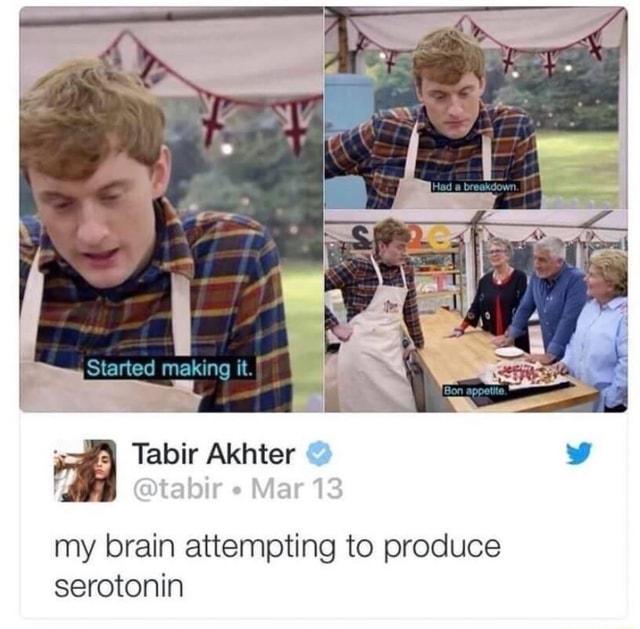 Started making it.
Had a breakdown.
Bon appetite.
Tabir Akhter
@tabir • Mar 13
my brain attempting to produce
serotonin